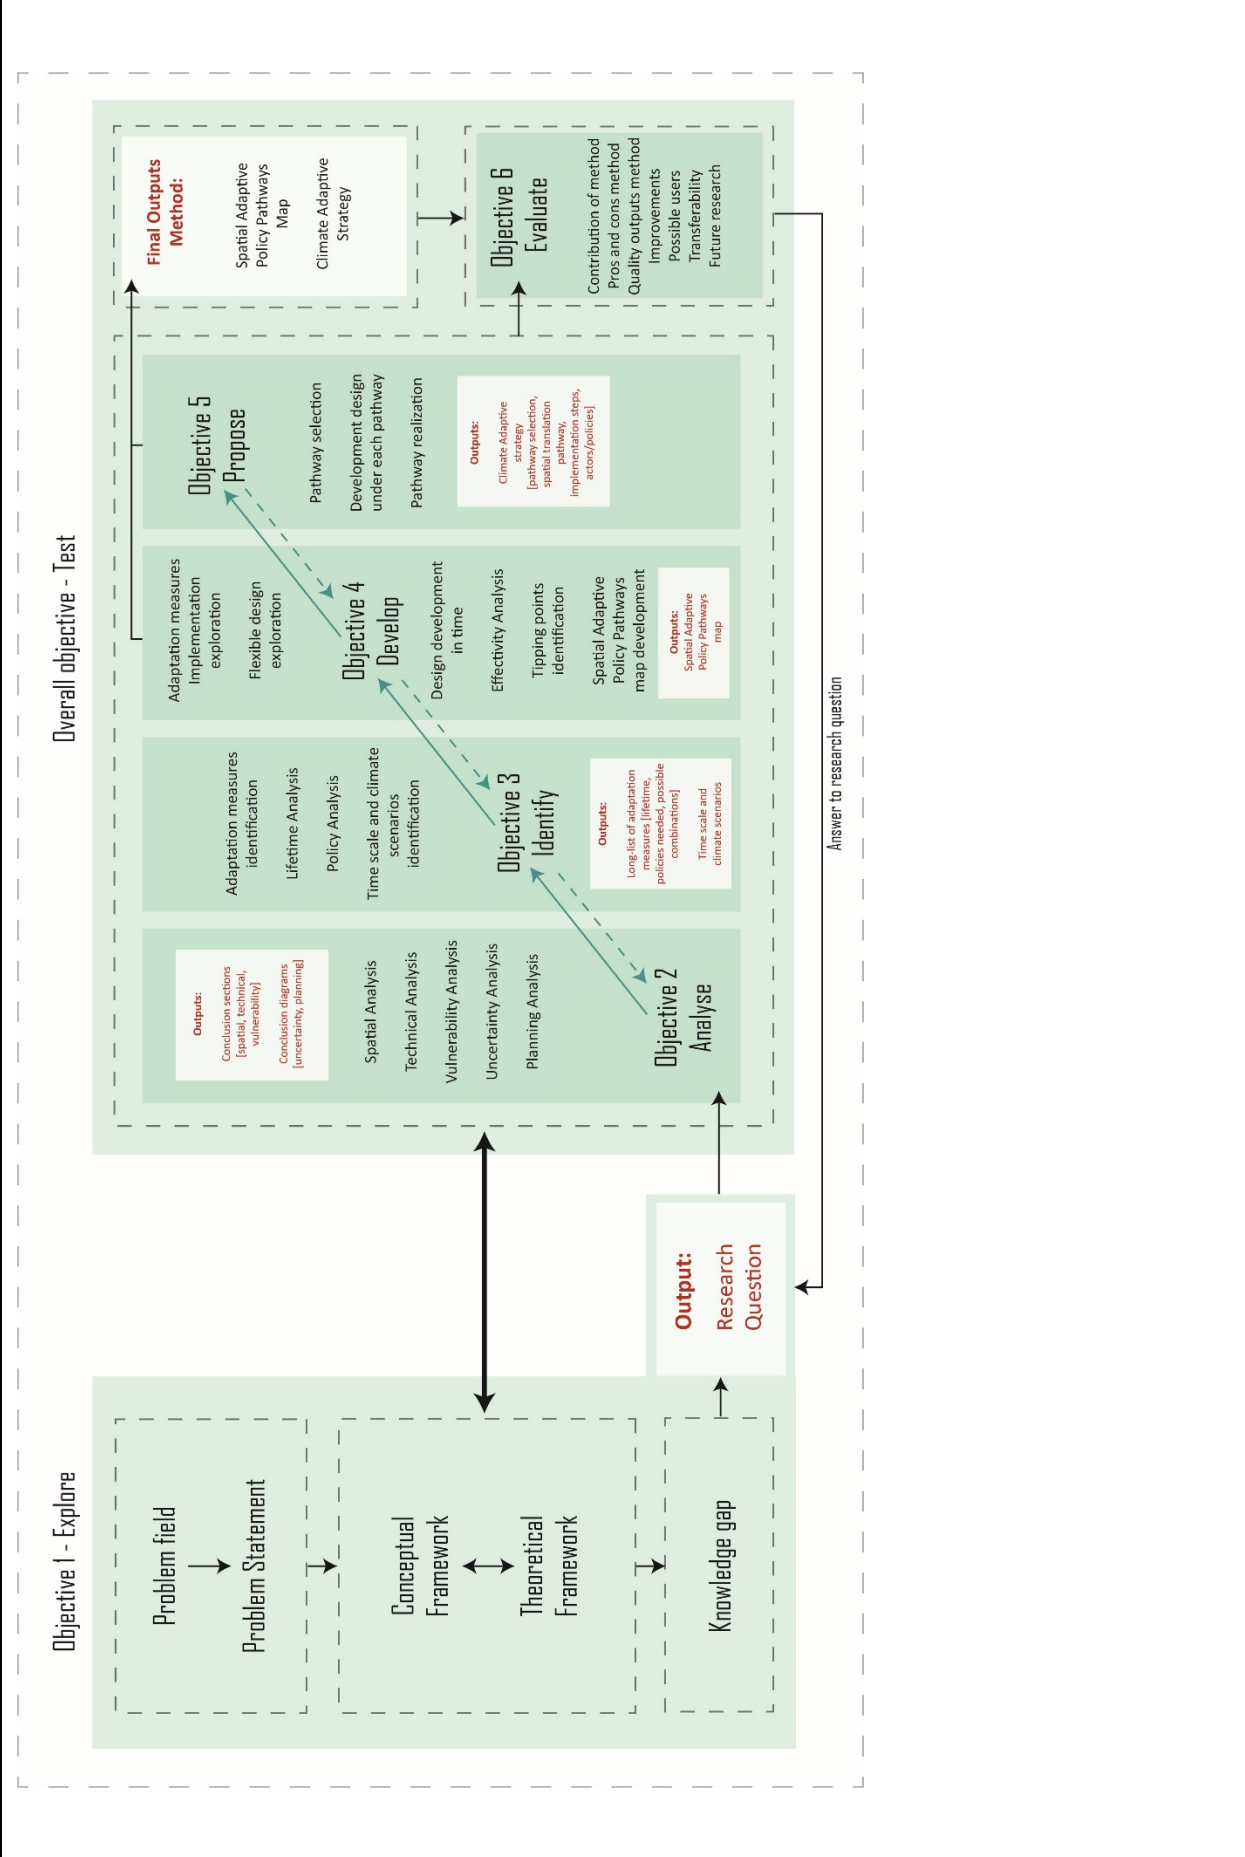 Objective 1 - Explore
Problem field
Problem Statement
Conceptual
Framework
Theoretical
Framework
Knowledge gap
Output:
Research
Question
Overall objective - Test
Outputs:
Conclusion sections
[spatial, technical,
vulnerability]
Conclusion diagrams
[uncertainty, planning]
Spatial Analysis
Technical Analysis
Vulnerability Analysis
Uncertainty Analysis
Planning Analysis
Objective 2
Analyse
Adaptation measures
identification
Lifetime Analysis
Policy Analysis
Time scale and climate
scenarios
identification
Objective 3
Identify
Outputs:
Long-list of adaptation
measures [lifetime,
policies needed, possible
combinations]
Time scale and
climate scenarios
Adaptation measures
Implementation
exploration
Flexible design
exploration
Objective 4
Develop
Design development
in time
Effectivity Analysis
Tipping points
identification
Spatial Adaptive
Policy Pathways
map development
Outputs:
Spatial Adaptive
Policy Pathways
map
Objective 5
Propose
Pathway selection
Development design
under each pathway
Pathway realization
Outputs:
Climate Adaptive
strategy
[pathway selection,
spatial translation
pathway,
implementation steps,
actors/policies]
Final Outputs
Method:
Spatial Adaptive
Policy Pathways
Map
Climate Adaptive
Strategy
Objective 6
Evaluate
Contribution of method
Pros and cons method
Quality outputs method
Improvements
Possible users
Transferability
Future research
Answer to research question